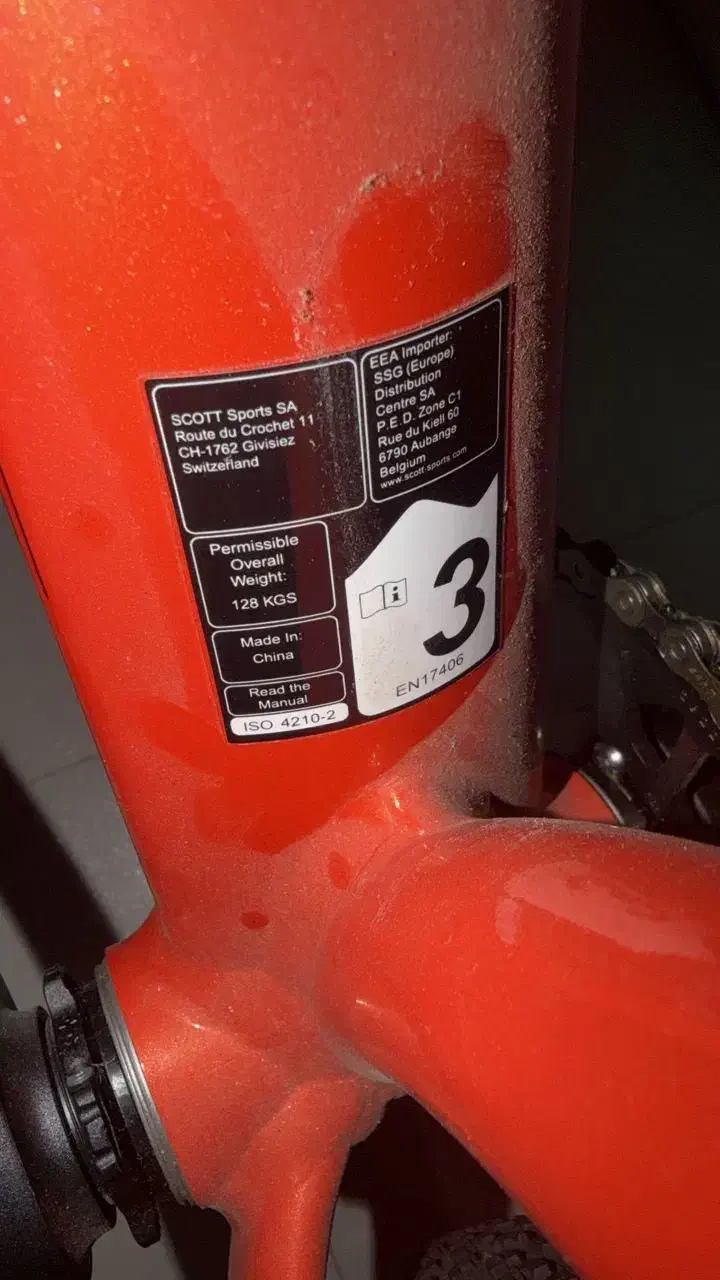 SCOTT Sports SA
Route du Crochet 11
CH-1762 Givisiez
Switzerland
EEA Importer:
SSG (Europe)
Distribution
Centre SA
P.E.D. Zone C1
Rue du Kiell 60
6790 Aubange
Belgium
www.scott-sports.com
Permissible
Overall
Weight:
128 KGS
Made In:
China
Read the
Manual
ISO 4210-2
i
3
EN17406